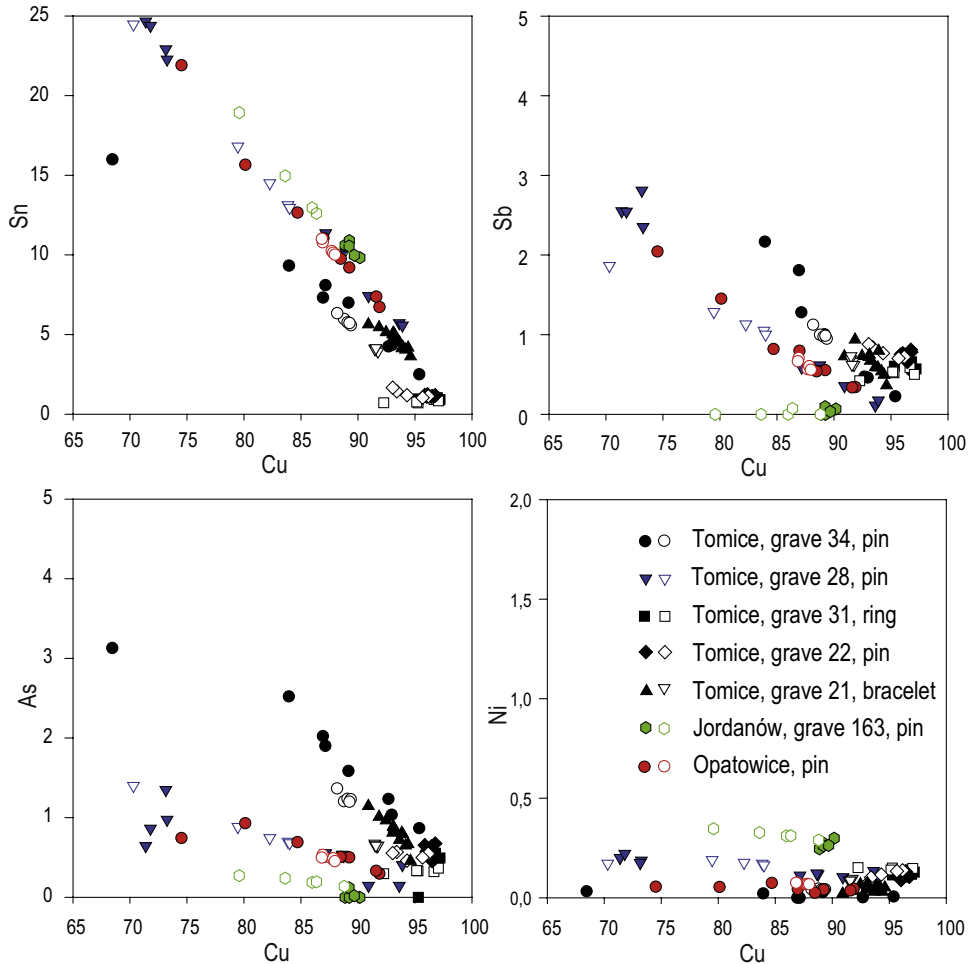 25
20
15
10
5
0
Sn
65 70 75 80 85 90 95 100
Cu
5
4
3
2
1
0
Sb
65 70 75 80 85 90 95 100
Cu
5
4
3
2
1
0
As
65 70 75 80 85 90 95 100
Cu
2,0
1,5
1,0
0,5
0,0
Ni
65 70 75 80 85 90 95 100
Cu
Tomice, grave 34, pin
Tomice, grave 28, pin
Tomice, grave 31, ring
Tomice, grave 22, pin
Tomice, grave 21, bracelet
Jordanów, grave 163, pin
Opatowice, pin